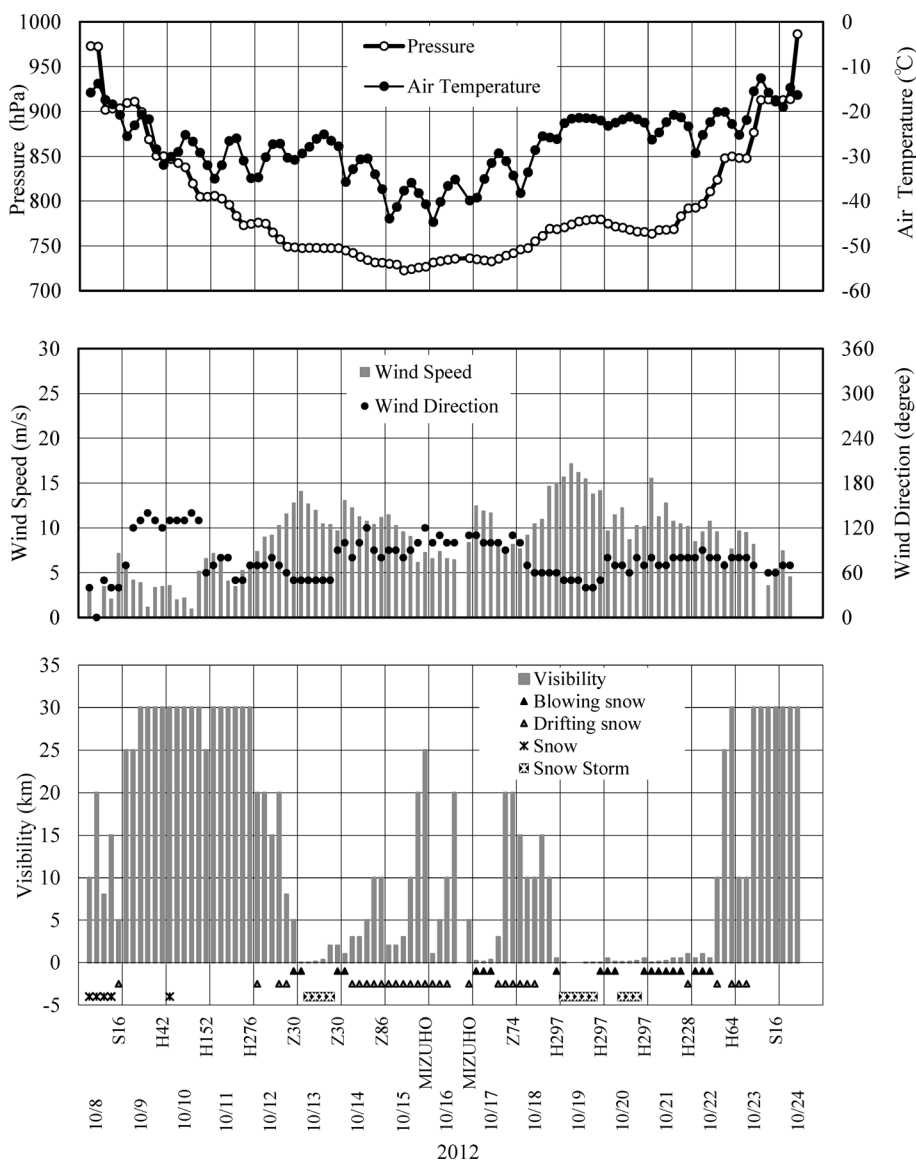 1000
950
900
850
800
750
700
Pressure (hPa)
Pressure
Air Temperature
0
-10
-20
-30
-40
-50
-60
Air Temperature (℃)
30
25
20
15
10
5
0
Wind Speed (m/s)
Wind Speed
Wind Direction
360
300
240
180
120
60
0
Wind Direction (degree)
35
30
25
20
15
10
5
0
-5
Visibility (km)
Visibility
Blowing snow
Drifting snow
Snow
Snow Storm
S16
H42
H152
H276
Z30
Z30
Z86
MIZUHO
MIZUHO
Z74
H297
H297
H297
H228
H64
S16
10/8
10/9
10/10
10/11
10/12
10/13
10/14
10/15
10/16
10/17
10/18
10/19
10/20
10/21
10/22
10/23
10/24
2012